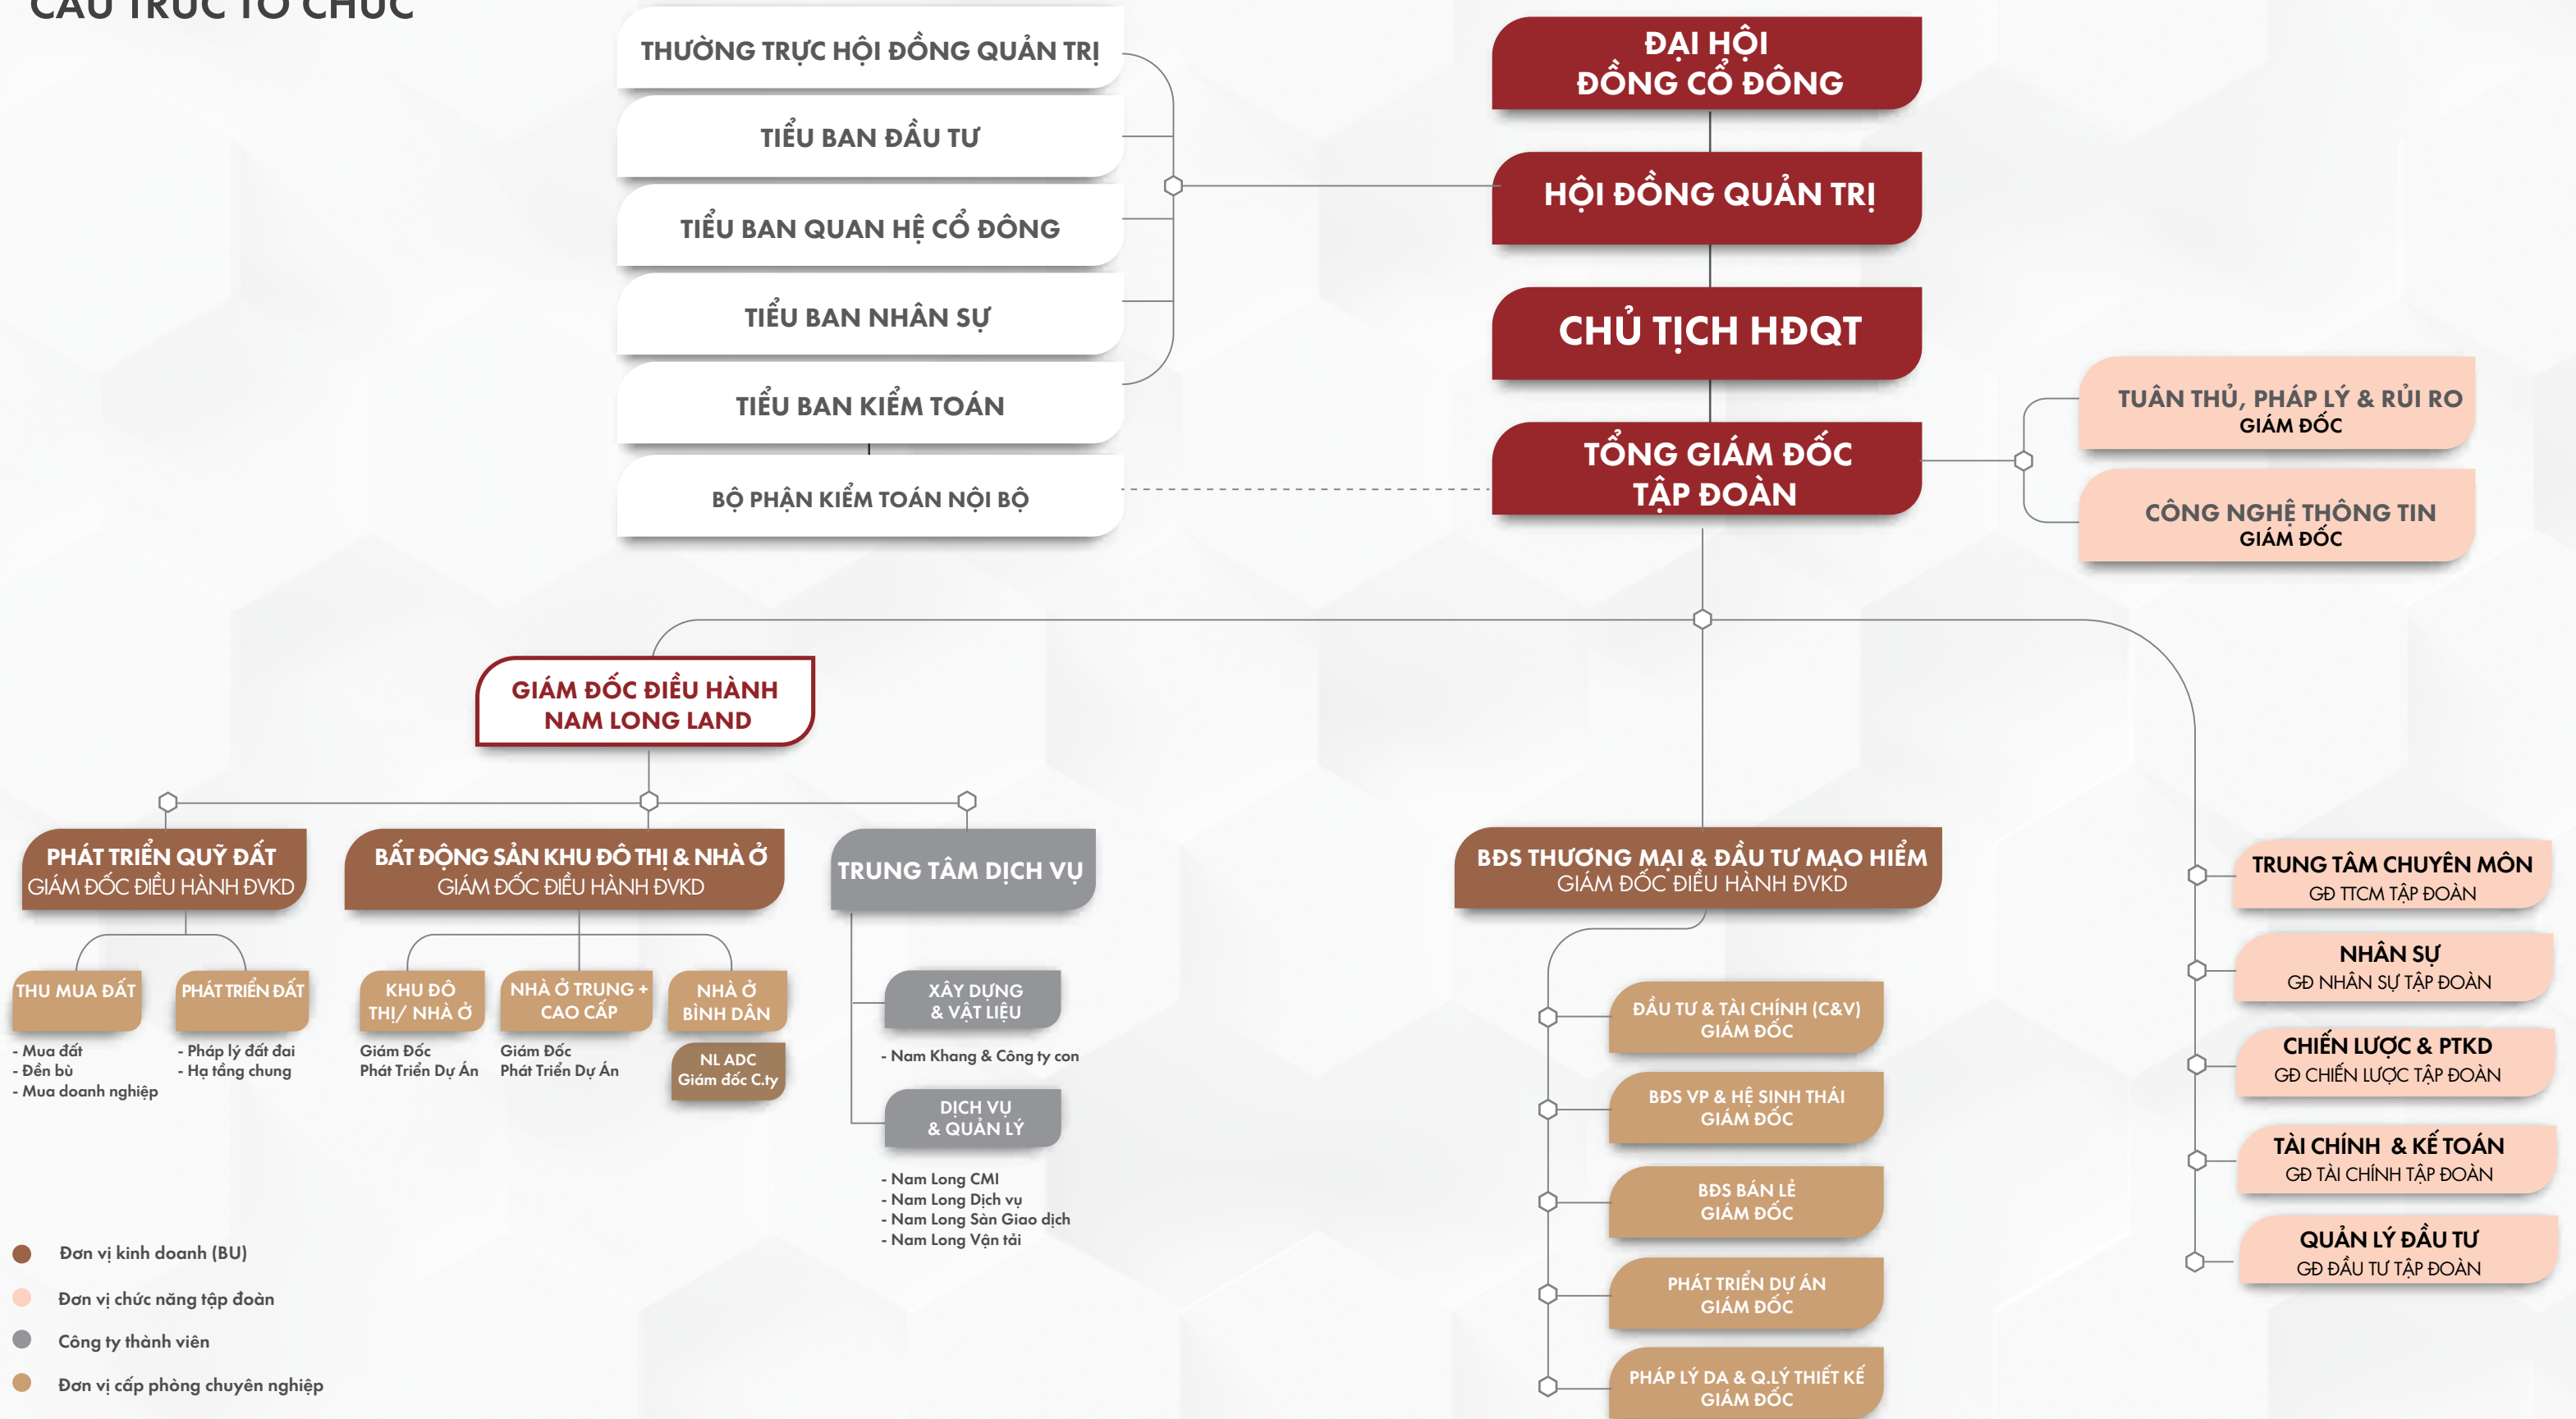 CẤU TRÚC TỔ CHỨC
THƯỜNG TRỰC HỘI ĐỒNG QUẢN TRỊ
TIỂU BAN ĐẦU TƯ
TIỂU BAN QUAN HỆ CỔ ĐÔNG
TIỂU BAN NHÂN SỰ
TIỂU BAN KIỂM TOÁN
BỘ PHẬN KIỂM TOÁN NỘI BỘ
ĐẠI HỘI
ĐỒNG CỔ ĐÔNG
HỘI ĐỒNG QUẢN TRỊ
CHỦ TỊCH HĐQT
TỔNG GIÁM ĐỐC
TẬP ĐOÀN
TUÂN THỦ, PHÁP LÝ & RỦI RO
GIÁM ĐỐC
CÔNG NGHỆ THÔNG TIN
GIÁM ĐỐC
GIÁM ĐỐC ĐIỀU HÀNH
NAM LONG LAND
PHÁT TRIỂN QUỸ ĐẤT
GIÁM ĐỐC ĐIỀU HÀNH ĐVKD
THU MUA ĐẤT
- Mua đất
- Đền bù
- Mua doanh nghiệp
PHÁT TRIỂN ĐẤT
- Pháp lý đất đai
- Hạ tầng chung
BẤT ĐỘNG SẢN KHU ĐÔ THỊ & NHÀ Ở
GIÁM ĐỐC ĐIỀU HÀNH ĐVKD
KHU ĐÔ
THỊ/ NHÀ Ở
Giám Đốc
Phát Triển Dự Án
NHÀ Ở TRUNG +
CAO CẤP
Giám Đốc
Phát Triển Dự Án
NHÀ Ở
BÌNH DÂN
NL ADC
Giám đốc C.ty
TRUNG TÂM DỊCH VỤ
XÂY DỰNG
& VẬT LIỆU
- Nam Khang & Công ty con
DỊCH VỤ
& QUẢN LÝ
- Nam Long CMI
- Nam Long Dịch vụ
- Nam Long Sàn Giao dịch
- Nam Long Vận tải
BĐS THƯƠNG MẠI & ĐẦU TƯ MẠO HIỂM
GIÁM ĐỐC ĐIỀU HÀNH ĐVKD
ĐẦU TƯ & TÀI CHÍNH (C&V)
GIÁM ĐỐC
BĐS VP & HỆ SINH THÁI
GIÁM ĐỐC
BĐS BÁN LẺ
GIÁM ĐỐC
PHÁT TRIỂN DỰ ÁN
GIÁM ĐỐC
PHÁP LÝ DA & Q.LÝ THIẾT KẾ
GIÁM ĐỐC
TRUNG TÂM CHUYÊN MÔN
GĐ TTCM TẬP ĐOÀN
NHÂN SỰ
GĐ NHÂN SỰ TẬP ĐOÀN
CHIẾN LƯỢC & PTKD
GĐ CHIẾN LƯỢC TẬP ĐOÀN
TÀI CHÍNH & KẾ TOÁN
GĐ TÀI CHÍNH TẬP ĐOÀN
QUẢN LÝ ĐẦU TƯ
GĐ ĐẦU TƯ TẬP ĐOÀN
Đơn vị kinh doanh (BU)
Đơn vị chức năng tập đoàn
Công ty thành viên
Đơn vị cấp phòng chuyên nghiệp